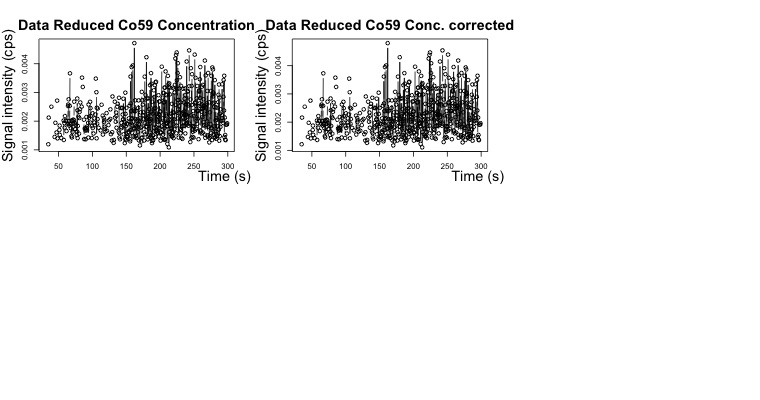 Data Reduced Co59 Concentration
Signal intensity (cps)
0.001 0.002 0.003 0.004
50 100 150 200 250 300
Time (s)
Data Reduced Co59 Conc. corrected
Signal intensity (cps)
0.001 0.002 0.003 0.004
50 100 150 200 250 300
Time (s)